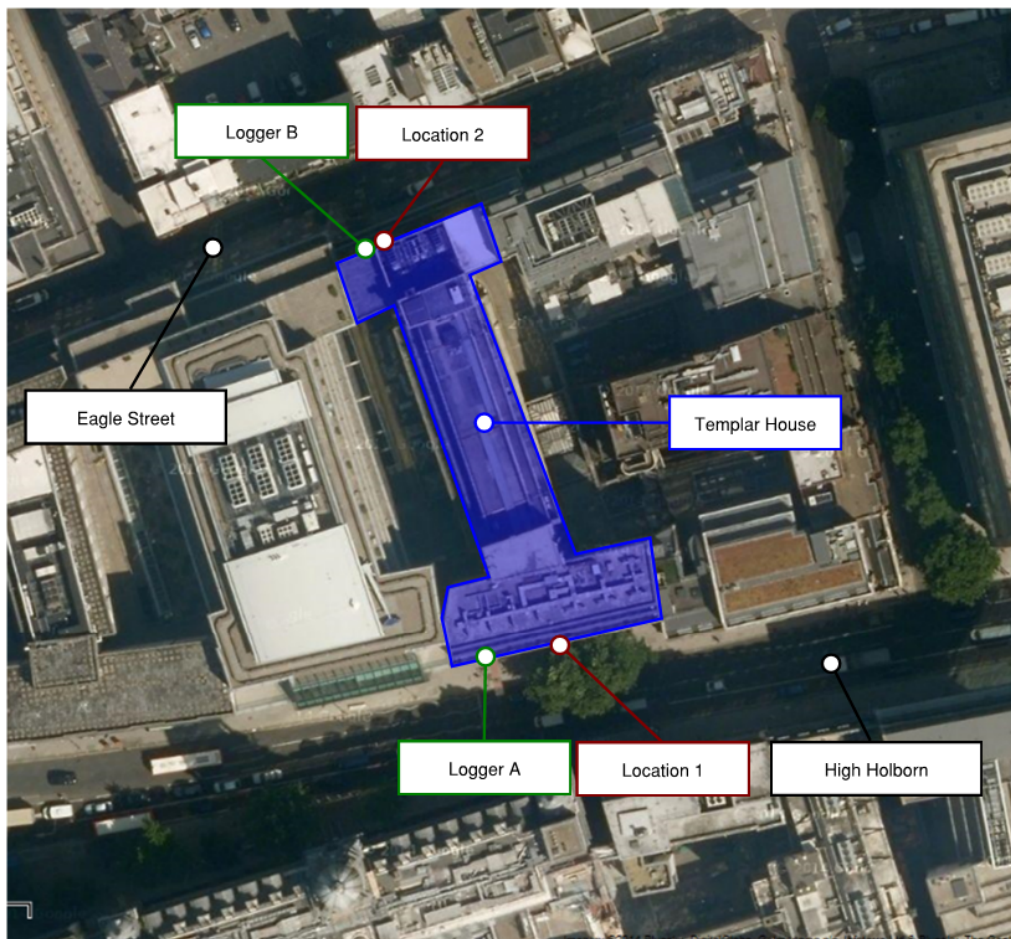 Logger B
Location 2
Eagle Street
Templar House
Logger A
Location 1
High Holborn